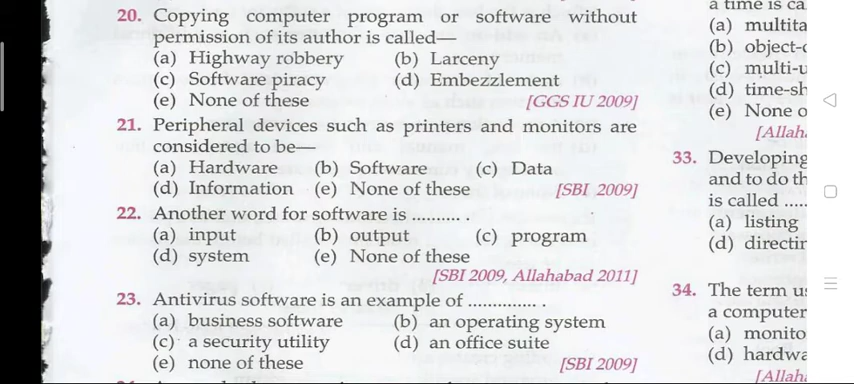 20. Copying computer program or software without
permission of its author is called—
(a) Highway robbery (b) Larceny
(c) Software piracy (d) Embezzlement
(e) None of these [GGS IU 2009]
21. Peripheral devices such as printers and monitors are
considered to be—
(a) Hardware (b) Software (c) Data
(d) Information (e) None of these [SBI 2009]
22. Another word for software is .......... .
(a) input (b) output (c) program
(d) system (e) None of these
[SBI 2009, Allahabad 2011]
23. Antivirus software is an example of .............. .
(a) business software (b) an operating system
(c) a security utility (d) an office suite
(e) none of these [SBI 2009]
a time is ca
(a) multita
(b) object-
(c) multi-u
(d) time-sh
(e) None o
[Allah
33. Developing
and to do th
is called .....
(a) listing
(d) directin
34. The term us
a computer
(a) monito
(d) hardwa
[Allah